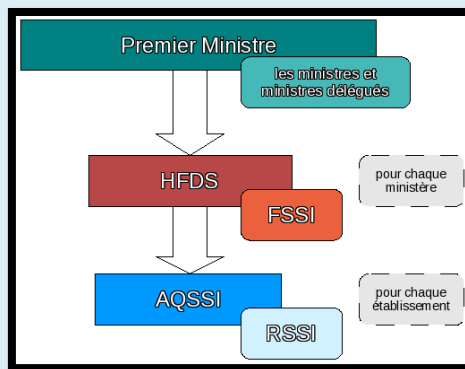 Premier Ministre
les ministres et
ministres délégués
HFDS
pour chaque
ministère
FSSI
AQSSI
pour chaque
établissement
RSSI